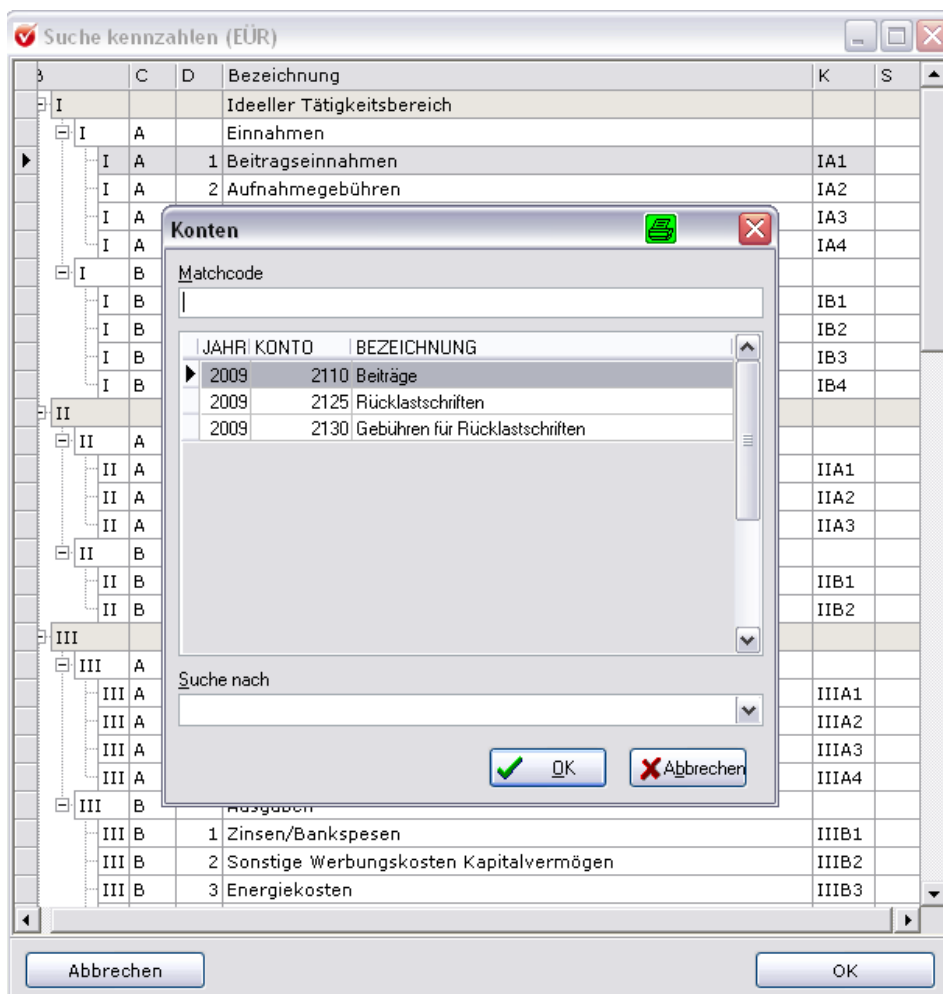 Suche kennzahlen (EÜR)
C D Bezeichnung K S
I Ideeller Tätigkeitsbereich
I A Einnahmen
I A 1 Beitragseinnahmen IA1
I A 2 Aufnahmegebühren IA2
I A IA3
I A IA4
I B
I B IB1
I B IB2
I B IB3
I B IB4
II
II A
II A IIA1
II A IIA2
II A IIA3
II B
II B IIB1
II B IIB2
III
III A
III A IIIA1
III A IIIA2
III A IIIA3
III A IIIA4
III B Ausgaben
III B 1 Zinsen/Bankspesen IIIB1
III B 2 Sonstige Werbungskosten Kapitalvermögen IIIB2
III B 3 Energiekosten IIIB3
Abbrechen OK
Konten
Matchcode
JAHR KONTO BEZEICHNUNG
2009 2110 Beiträge
2009 2125 Rücklastschriften
2009 2130 Gebühren für Rücklastschriften
Suche nach
OK Abbrechen